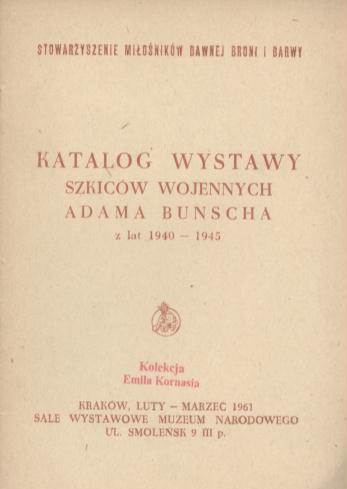 STOWARZYSZENIE MIŁOŚNIKÓW DAWNEJ BRONI I BARWY
KATALOG WYSTAWY
SZKICÓW WOJENNYCH
ADAMA BUNSCHA
z lat 1940 – 1945
Kolekcja
Emila Kornasia
KRAKÓW, LUTY – MARZEC 1961
SALE WYSTAWOWE MUZEUM NARODOWEGO
UL. SMOLEŃSK 9 III p.